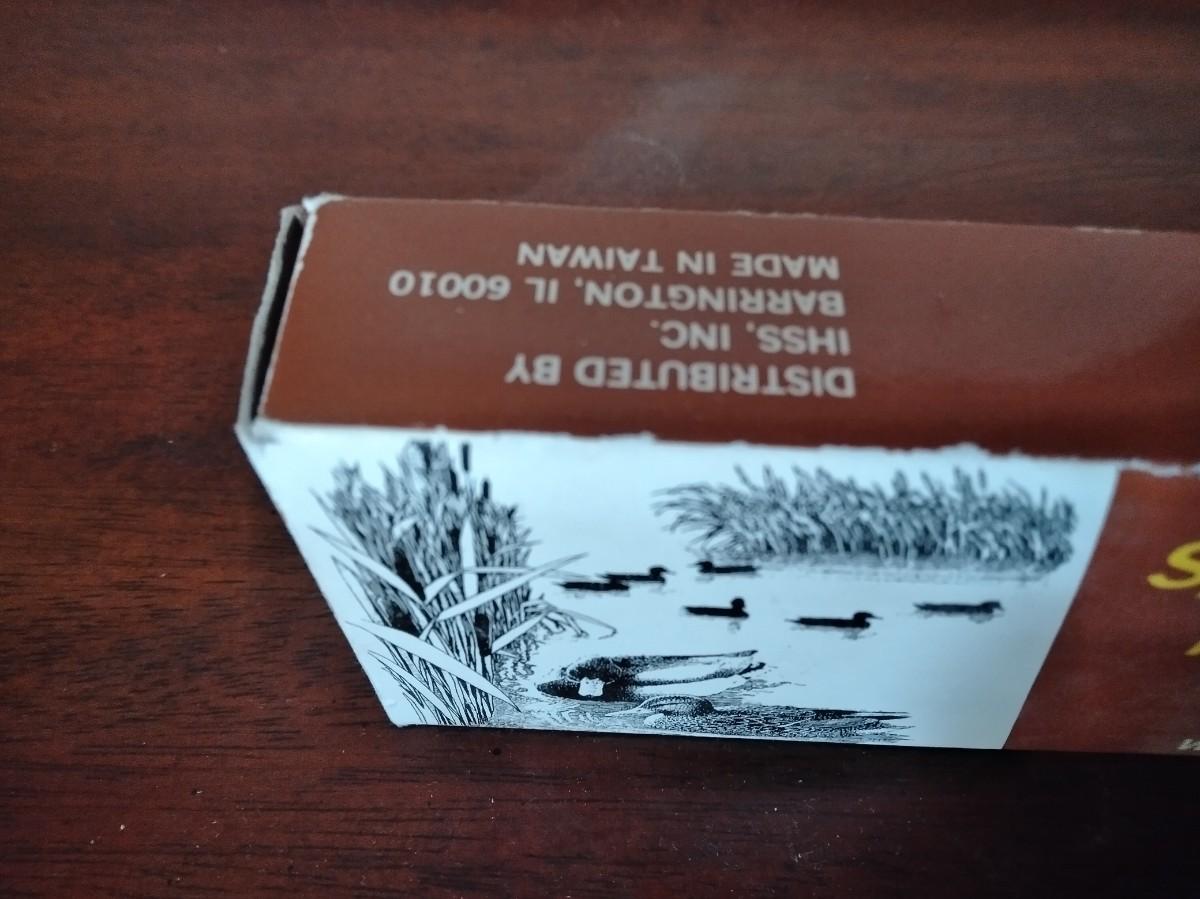 DISTRIBUTED BY
IHSS, INC.
BARRINGTON, IL 60010
MADE IN TAIWAN